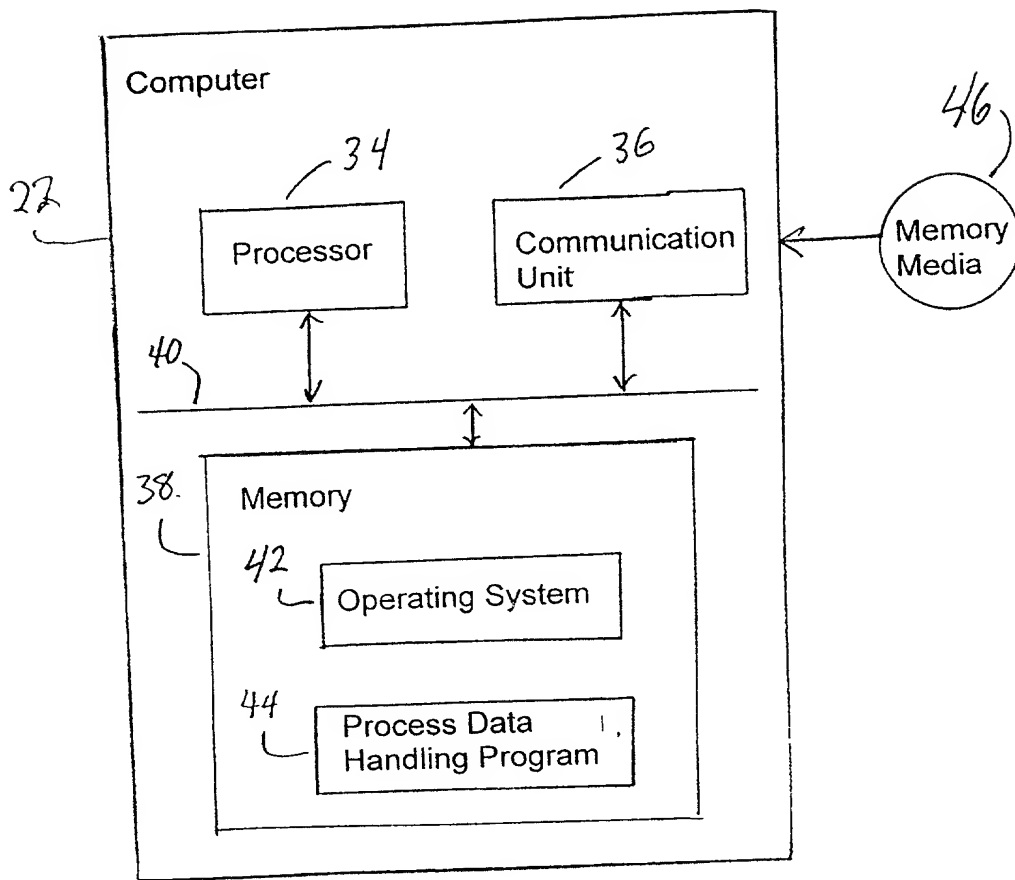 Computer
46
34
36
22
Processor
Communication
Unit
Memory
Media
40
38.
Memory
42
Operating System
44
Process Data
Handling Program